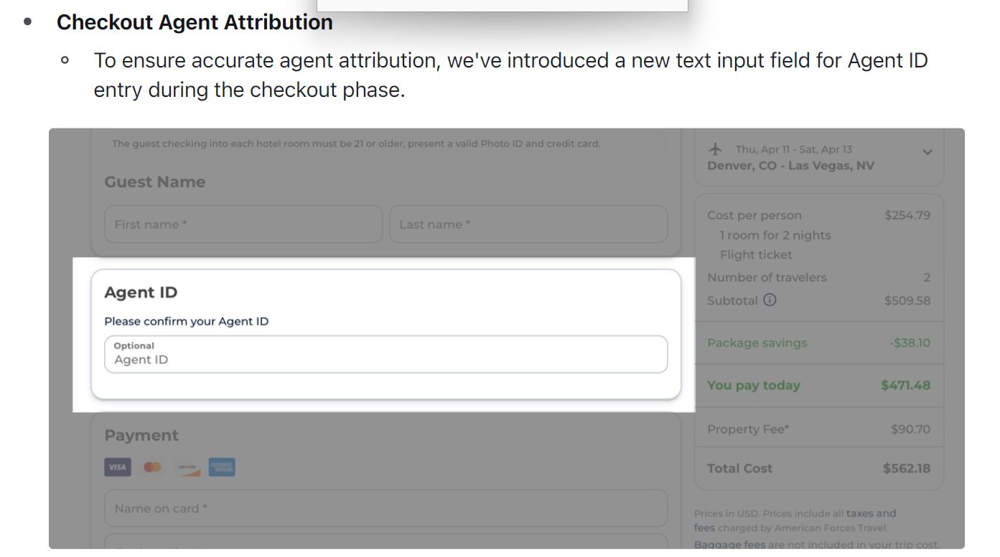 Checkout Agent Attribution
To ensure accurate agent attribution, we've introduced a new text input field for Agent ID
entry during the checkout phase.
The guest checking into each hotel room must be 21 or older, present a valid Photo ID and credit card.
Guest Name
First name *
Last name *
Agent ID
Please confirm your Agent ID
Optional
Agent ID
Payment
VISA
DISCOVER
Name on card *
Thu, Apr 11 - Sat, Apr 13
Denver, CO - Las Vegas, NV
Cost per person $254.79
1 room for 2 nights
Flight ticket
Number of travelers 2
Subtotal $509.58
Package savings -$38.10
You pay today $471.48
Property Fee* $90.70
Total Cost $562.18
Prices in USD. Prices include all taxes and
fees charged by American Forces Travel.
Baggage fees are not included in your trip cost.